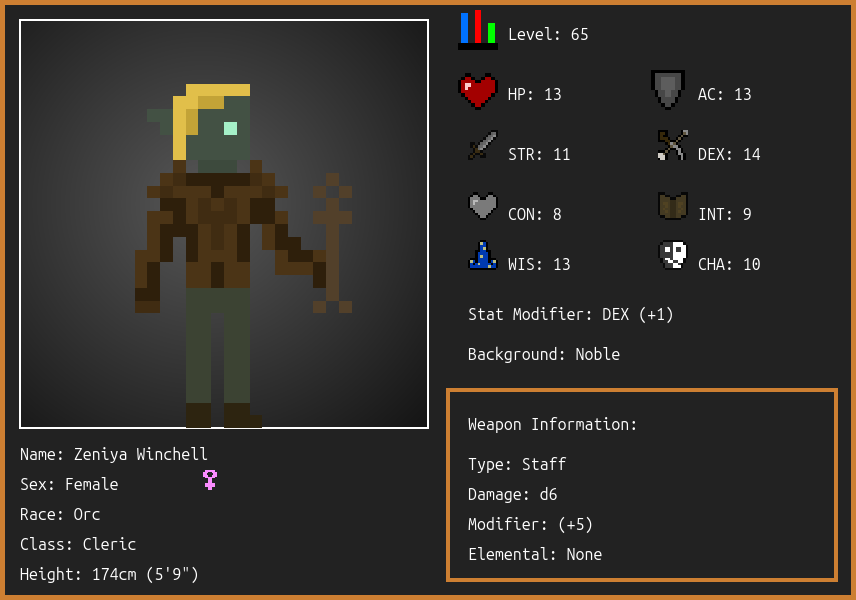 Level: 65
HP: 13
AC: 13
STR: 11
DEX: 14
CON: 8
INT: 9
WIS: 13
CHA: 10
Stat Modifier: DEX (+1)
Background: Noble
Weapon Information:
Type: Staff
Damage: d6
Modifier: (+5)
Elemental: None
Name: Zeniya Winchell
Sex: Female
Race: Orc
Class: Cleric
Height: 174cm (5'9")